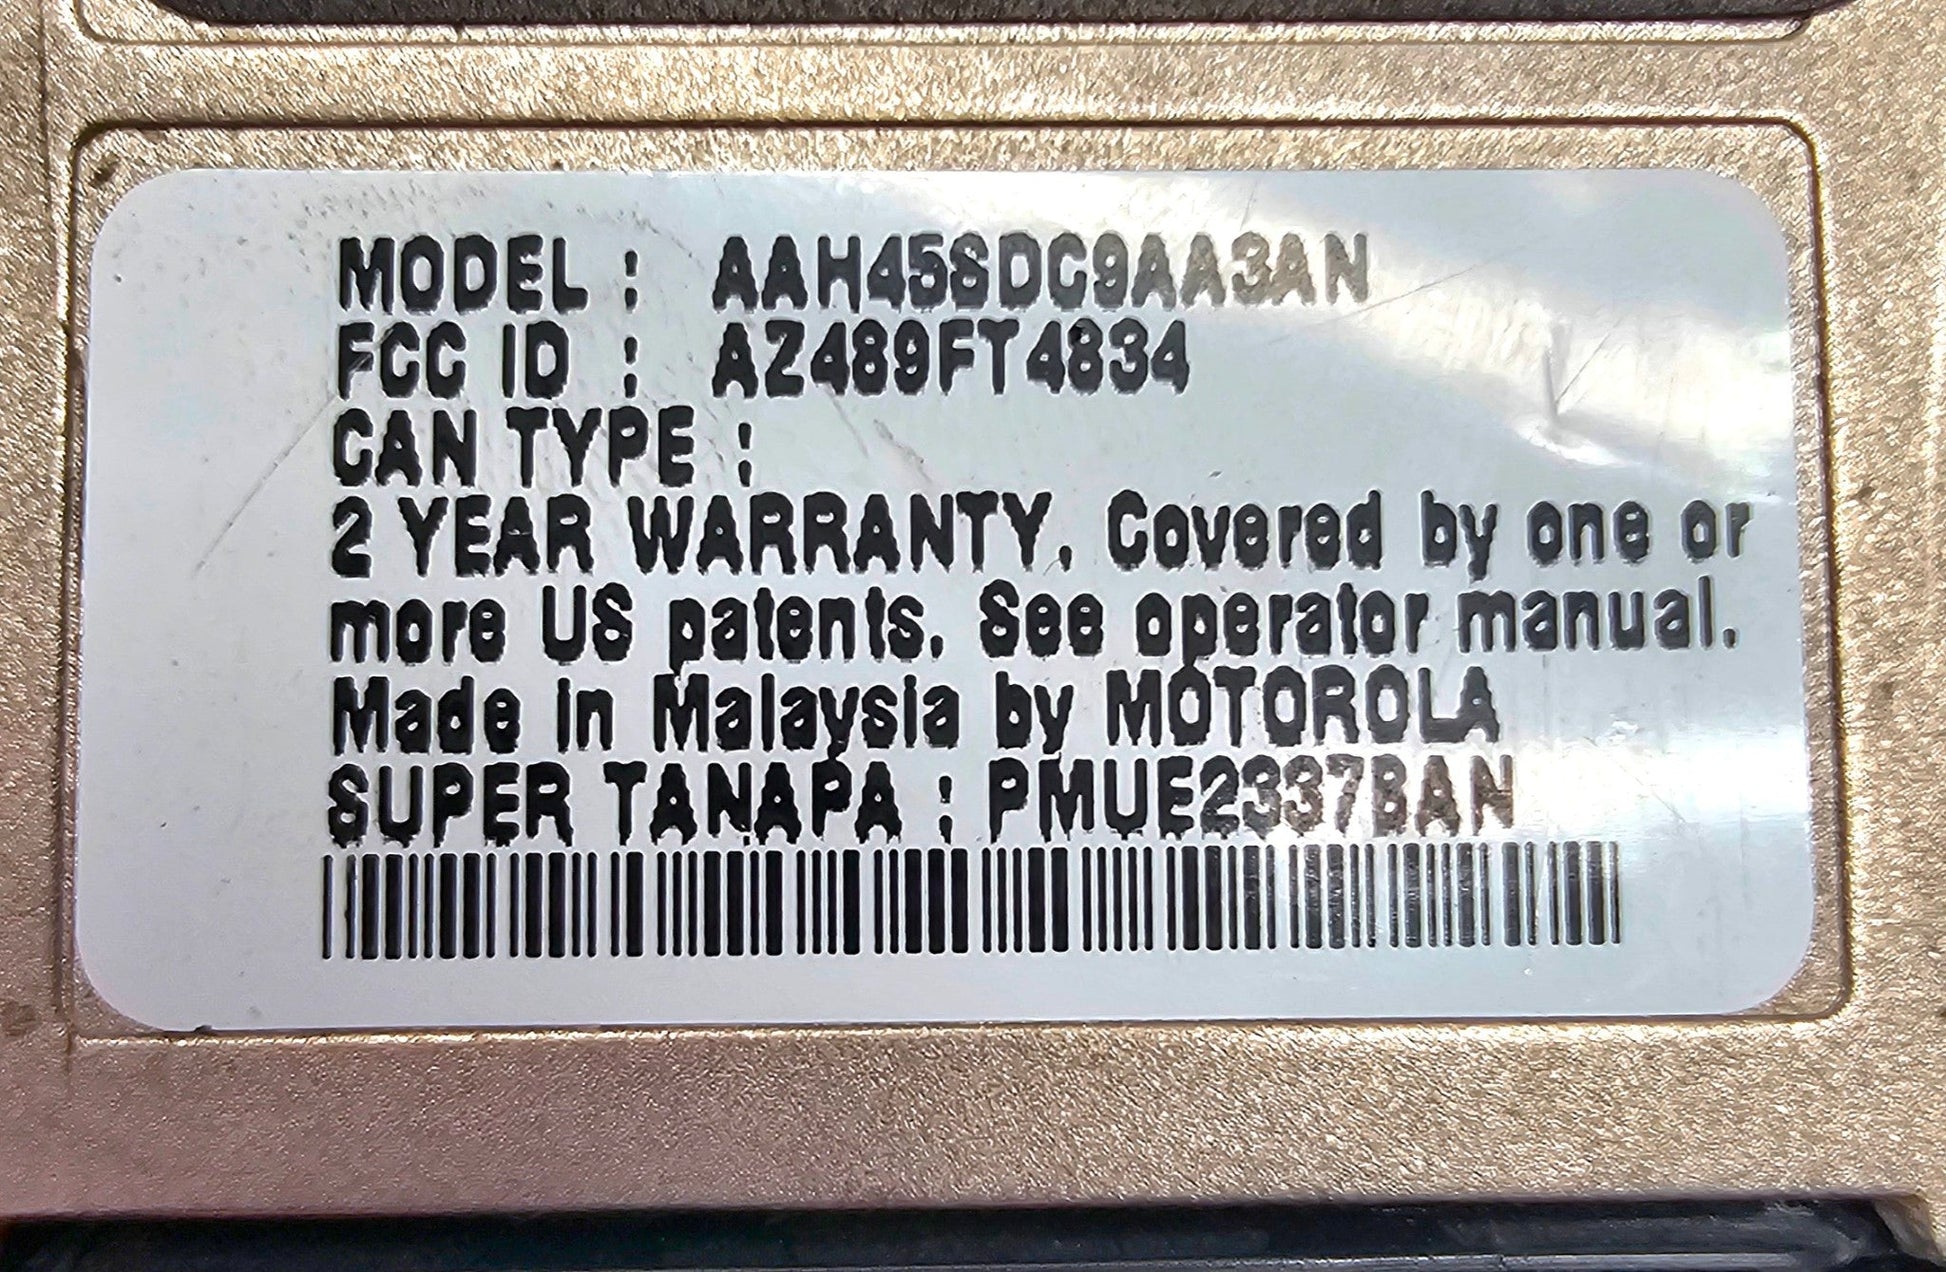 MODEL : AAH45SDC9AA3AN
FCC ID : AZ489FT4834
CAN TYPE :
2 YEAR WARRANTY. Covered by one or
more US patents. See operator manual.
Made in Malaysia by MOTOROLA
SUPER TANAPA : PMUE2337BAN